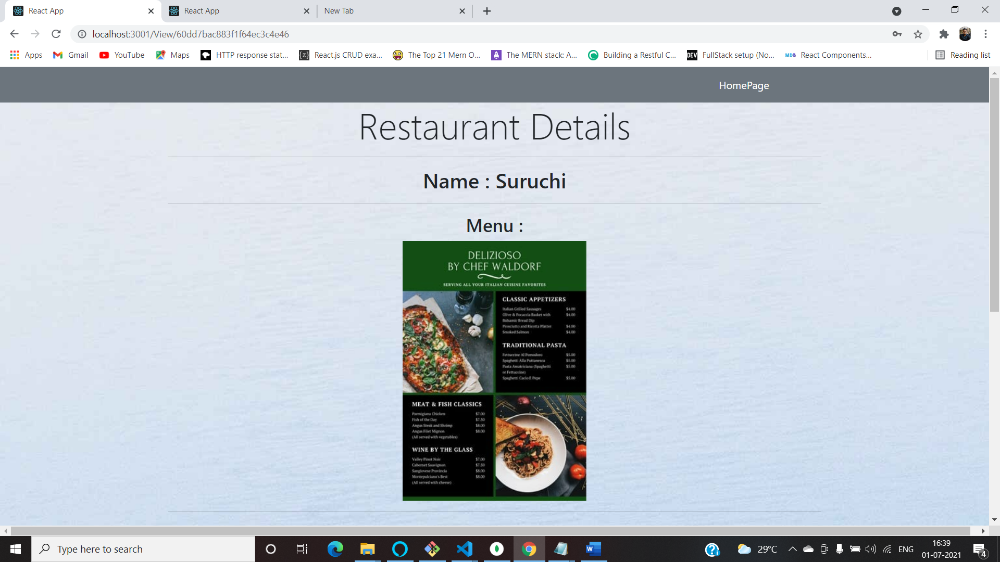 React App
React App
New Tab
localhost:3001/View/60dd7bac883f1f64ec3c4e46
Apps
Gmail
YouTube
Maps
HTTP response stat...
{z}
React.js CRUD exa...
The Top 21 Mern O...
The MERN stack: A...
Building a Restful C...
DEV
FullStack setup (No...
MDB
React Components...
Reading list
HomePage
Restaurant Details
Name : Suruchi
Menu :
DELIZIOSO
BY CHEF WALDORF
SERVING ALL YOUR ITALIAN CUISINE FAVORITES
CLASSIC APPETIZERS
Italian Grilled Sausages $4.00
Olive & Focaccia Basket with $4.00
Balsamic Bread Dip
Prosciutto and Ricotta Platter $4.00
Smoked Salmon $4.00
TRADITIONAL PASTA
Fettuccine Al Pomodoro $5.00
Spaghetti Alla Puttanesca $5.00
Pasta Amatriciana (Spaghetti $5.00
or Fettuccine)
Spaghetti Cacio E Pepe $5.00
MEAT & FISH CLASSICS
Parmigiana Chicken $7.00
Fish of the Day $7.50
Angus Steak and Shrimp $8.00
Angus Filet Mignon $8.00
(All served with vegetables)
WINE BY THE GLASS
Valley Pinot Noir $7.00
Cabernet Sauvignon $7.50
Sangiovese Provincia $8.00
Montepulciano's Best $8.00
(All served with cheese)
Type here to search
29°C
ENG
16:39
01-07-2021
4